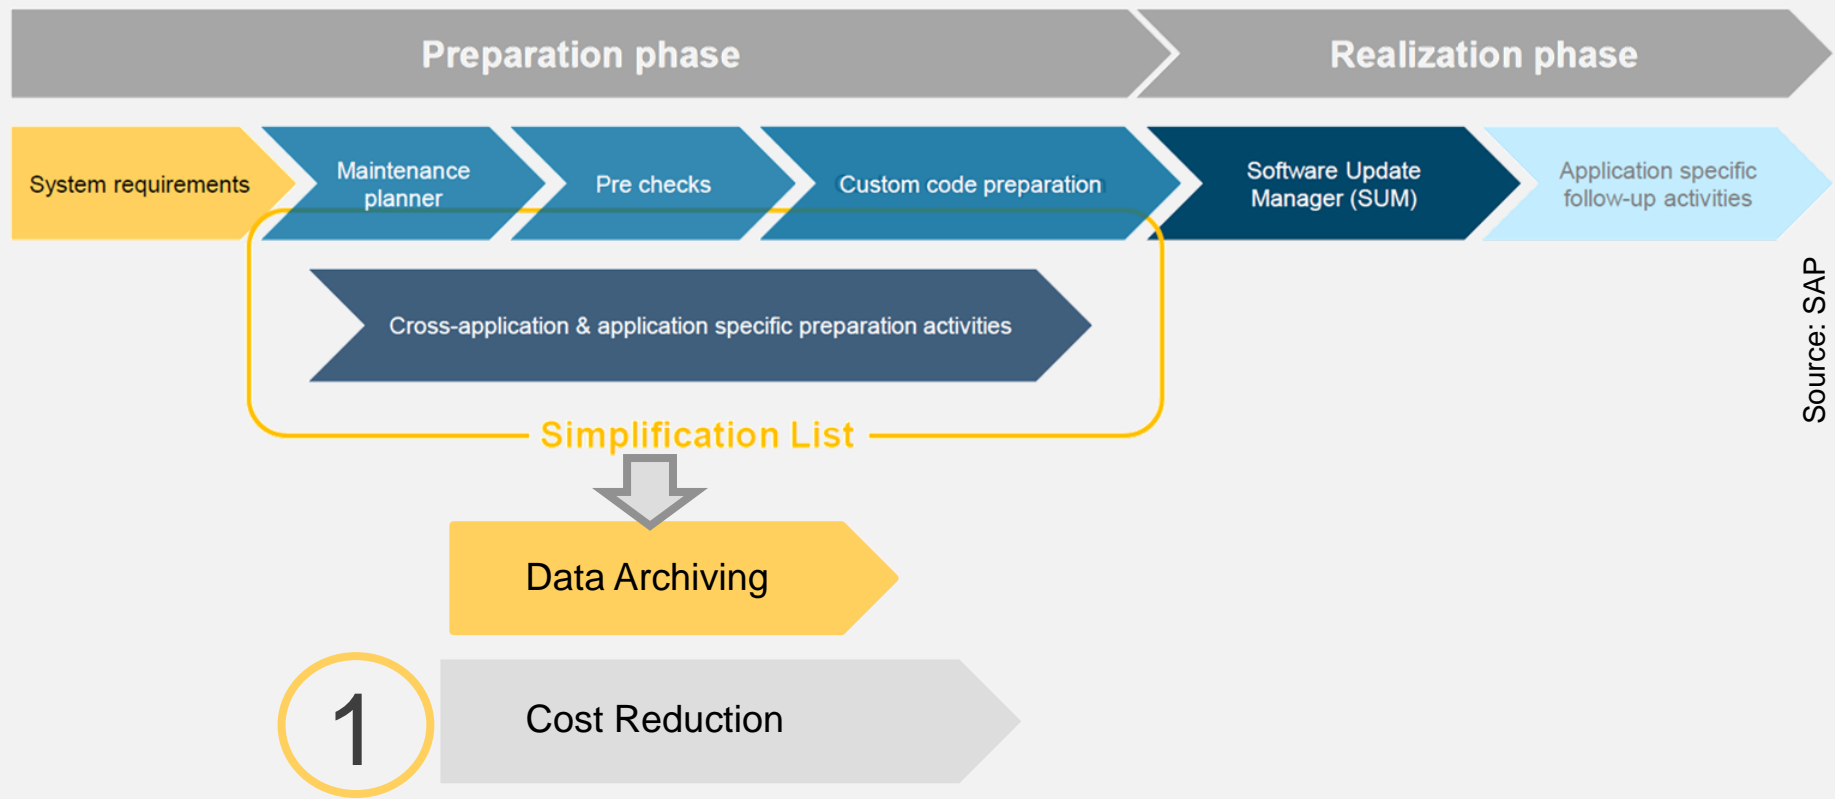 Preparation phase
Realization phase
System requirements
Maintenance
planner
Pre checks
Custom code preparation
Software Update
Manager (SUM)
Application specific
follow-up activities
Cross-application & application specific preparation activities
Source: SAP
Simplification List
Data Archiving
1
Cost Reduction